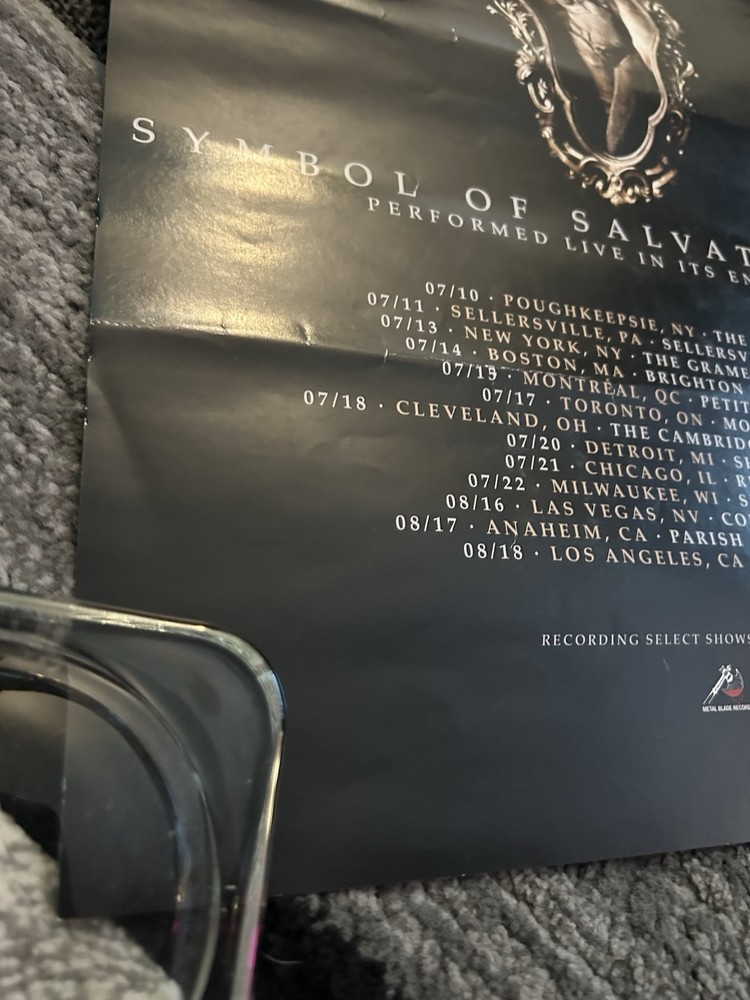 SYMBOL OF SALVAT
PERFORMED LIVE IN ITS EN
07/10 · POUGHKEEPSIE, NY · THE
07/11 · SELLERSVILLE, PA · SELLERSV
07/13 · NEW YORK, NY · THE GRAME
07/14 · BOSTON, MA · BRIGHTON
07/15 · MONTRÉAL, QC · PETIT
07/17 · TORONTO, ON · MO
07/18 · CLEVELAND, OH · THE CAMBRID
07/20 · DETROIT, MI · S
07/21 · CHICAGO, IL · R
07/22 · MILWAUKEE, WI · S
08/16 · LAS VEGAS, NV · CO
08/17 · ANAHEIM, CA · PARISH
08/18 · LOS ANGELES, CA
RECORDING SELECT SHOWS
METAL BLADE RECORD